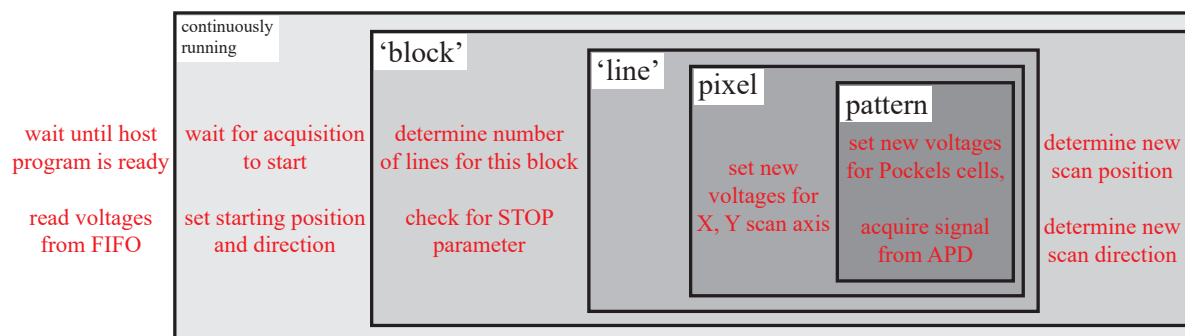 continuously
running
'block'
'line'
pixel
pattern
wait until host
program is ready
read voltages
from FIFO
wait for acquisition
to start
set starting position
and direction
determine number
of lines for this block
check for STOP
parameter
set new
voltages for
X, Y scan axis
set new voltages
for Pockels cells,
acquire signal
from APD
determine new
scan position
determine new
scan direction